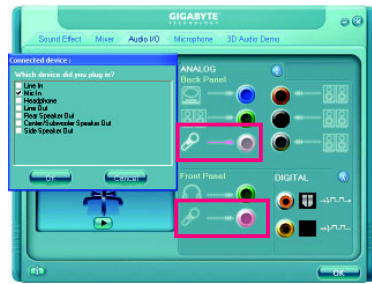 GIGABYTE
TECHNOLOGY
Sound Effect Mixer Audio I/O Microphone 3D Audio Demo
Connected device :
Which device did you plug in?
Line In
Mic In
Headphone
Line Out
Rear Speaker Out
Center/Subwoofer Speaker Out
Side Speaker Out
OK Cancel
ANALOG
Back Panel
Front Panel
DIGITAL
OK